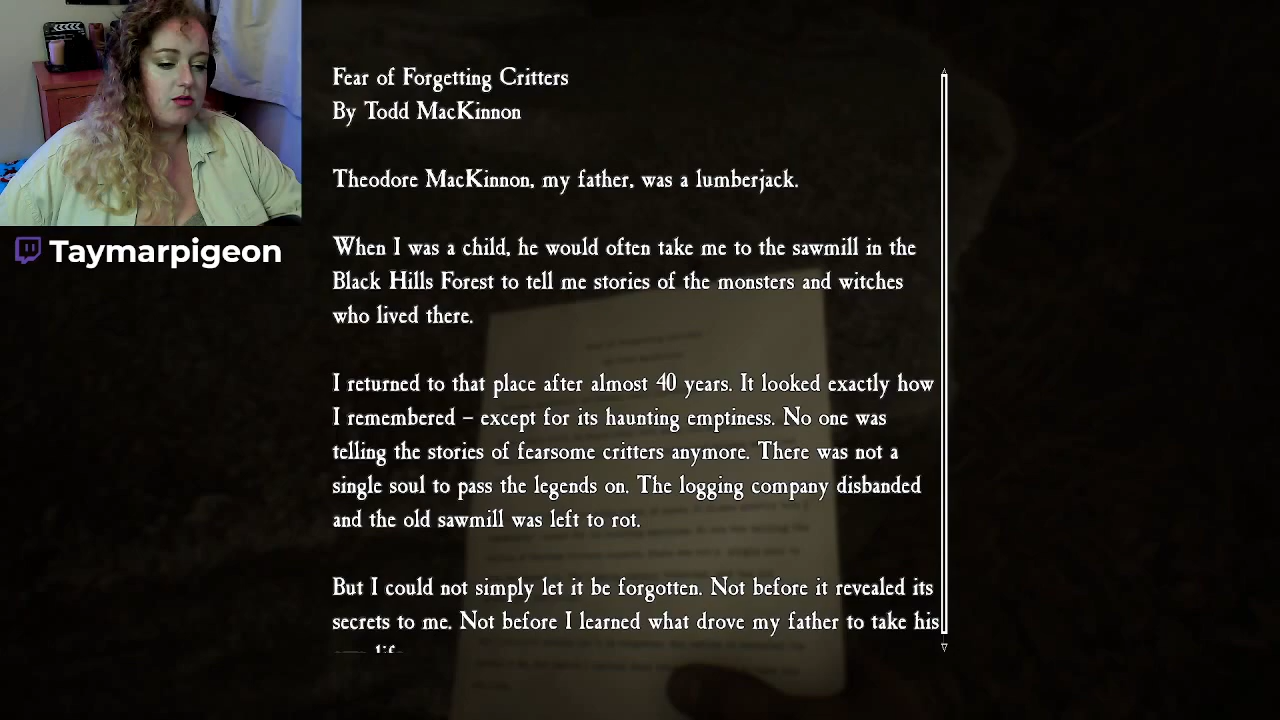 Fear of Forgetting Critters
By Todd MacKinnon
Theodore MacKinnon, my father, was a lumberjack.
When I was a child, he would often take me to the sawmill in the
Black Hills Forest to tell me stories of the monsters and witches
who lived there.
I returned to that place after almost 40 years. It looked exactly how
I remembered – except for its haunting emptiness. No one was
telling the stories of fearsome critters anymore. There was not a
single soul to pass the legends on. The logging company disbanded
and the old sawmill was left to rot.
But I could not simply let it be forgotten. Not before it revealed its
secrets to me. Not before I learned what drove my father to take his
Taymarpigeon